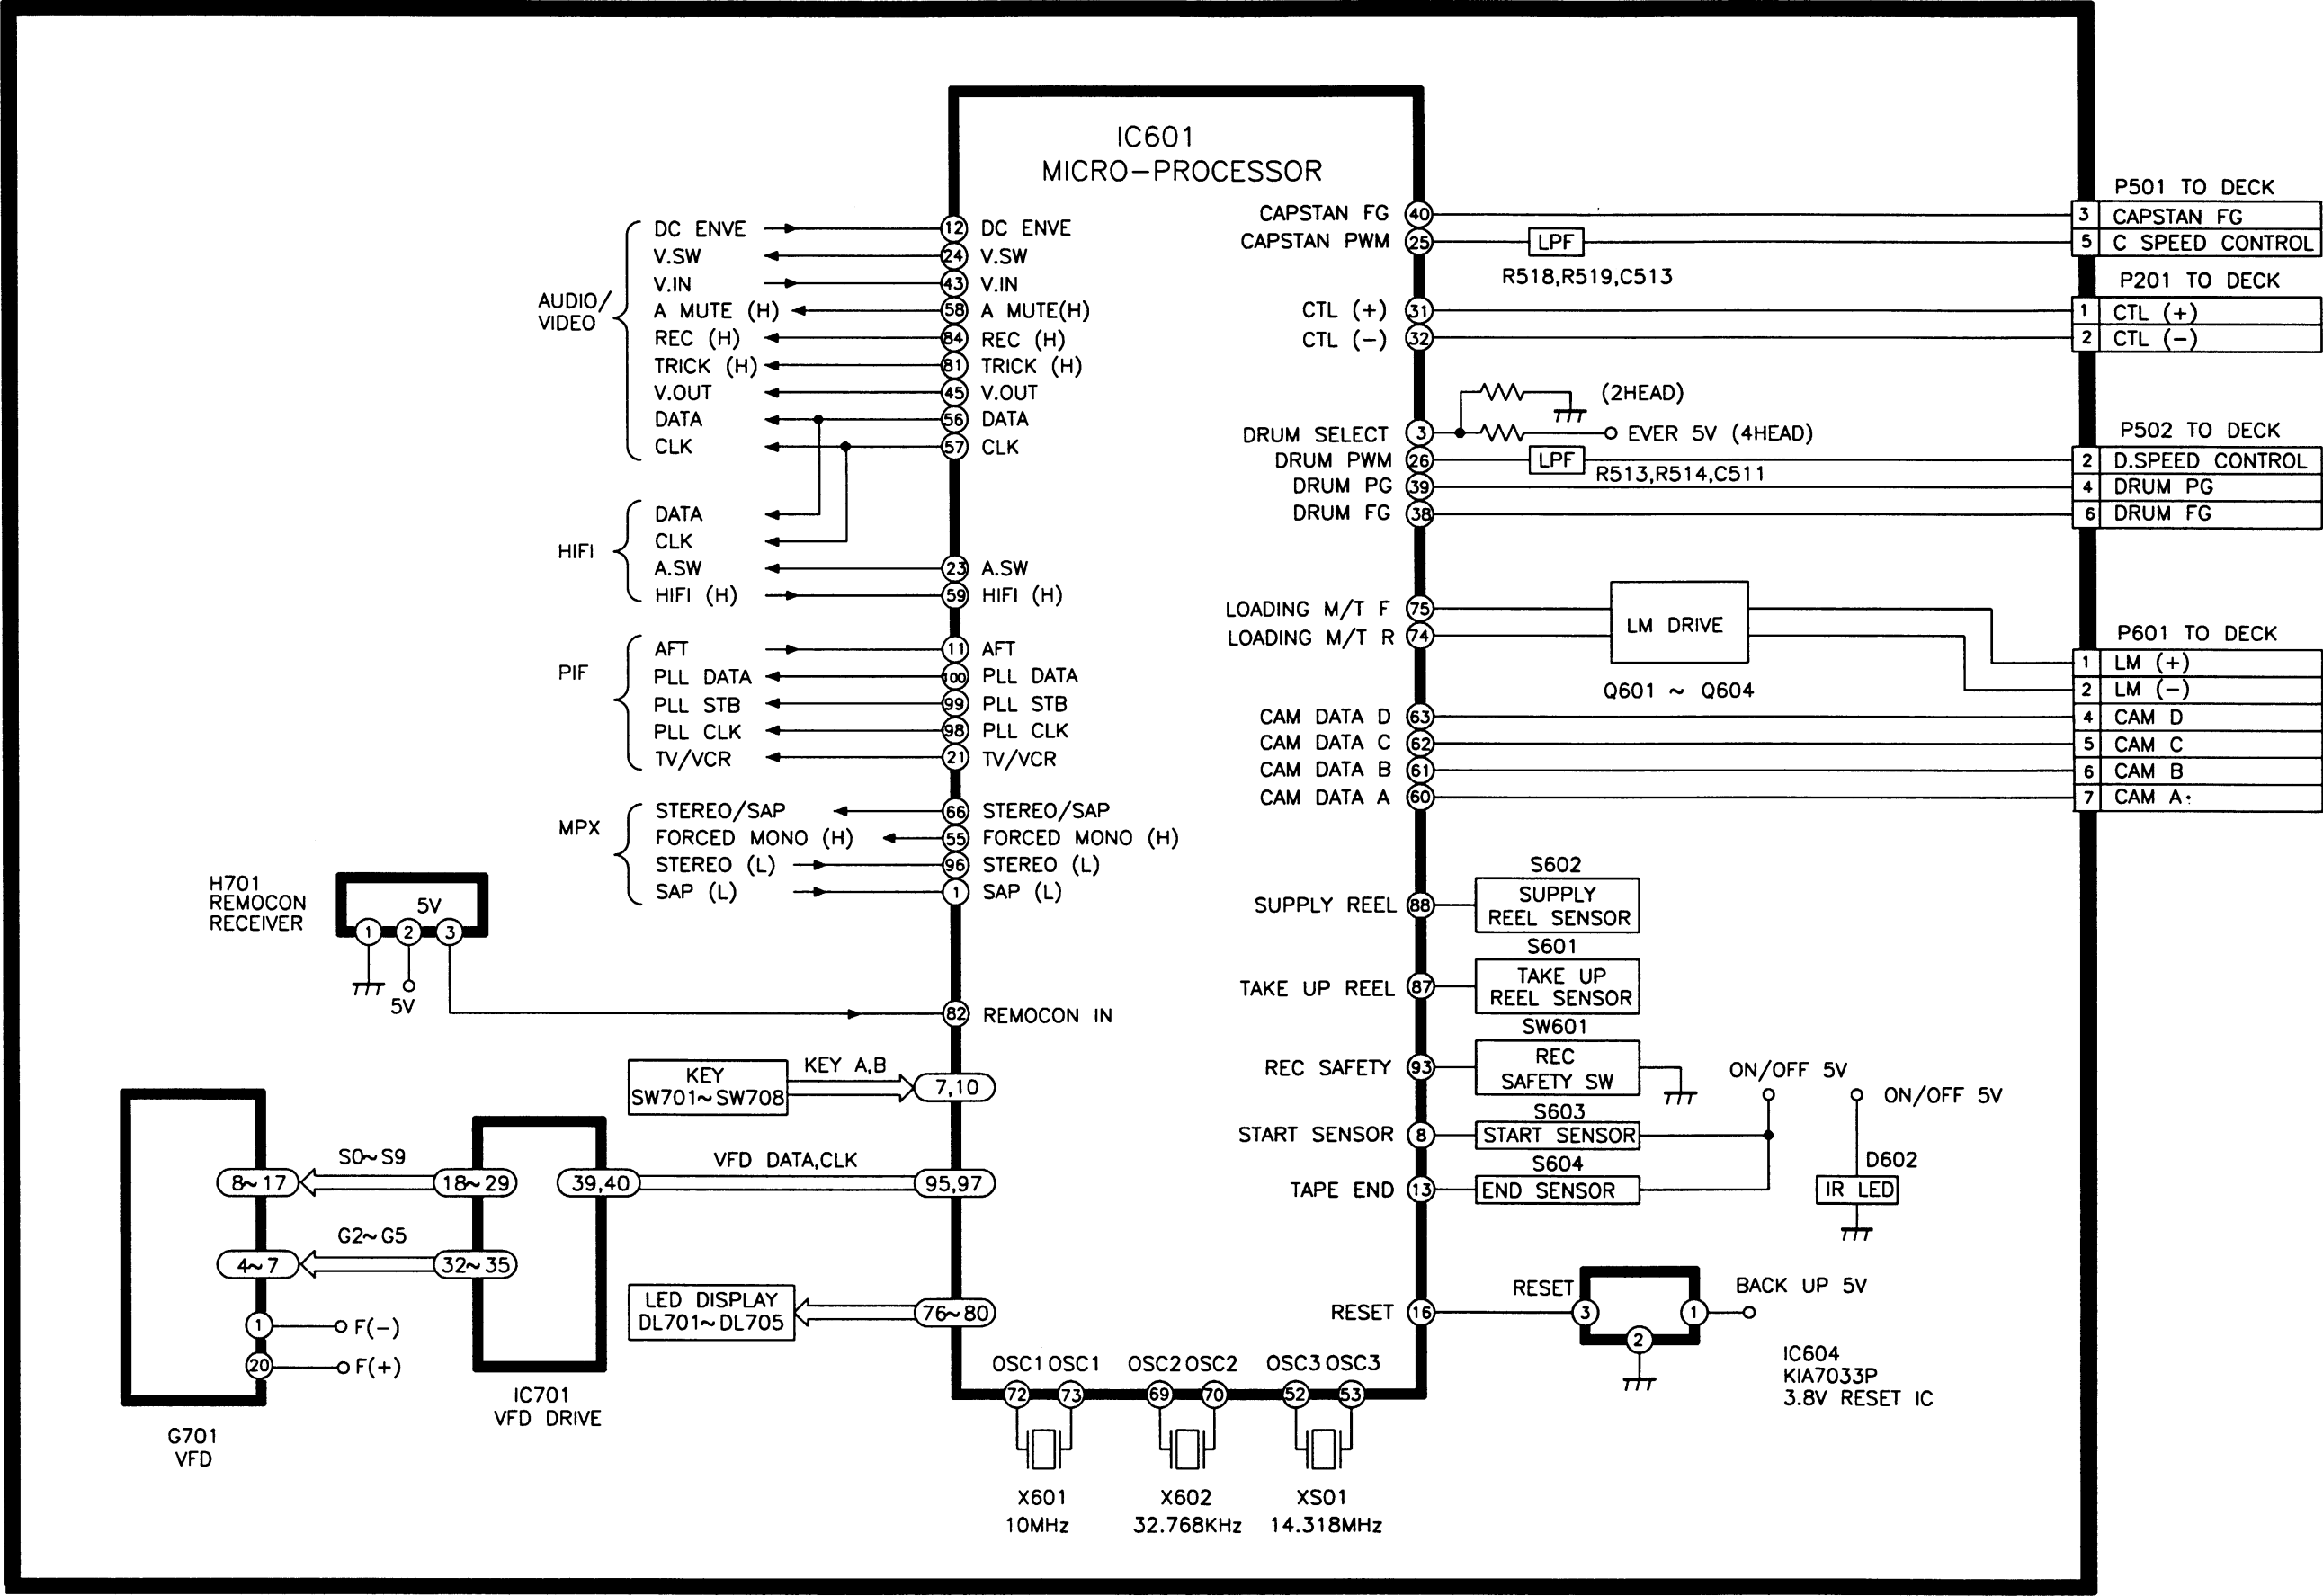 IC601
MICRO-PROCESSOR
AUDIO/
VIDEO
DC ENVE 12 DC ENVE
V.SW 24 V.SW
V.IN 43 V.IN
A MUTE (H) 58 A MUTE(H)
REC (H) 84 REC (H)
TRICK (H) 81 TRICK (H)
V.OUT 45 V.OUT
DATA 56 DATA
CLK 57 CLK
HIFI
DATA
CLK
A.SW 23 A.SW
HIFI (H) 59 HIFI (H)
PIF
AFT 11 AFT
PLL DATA 100 PLL DATA
PLL STB 99 PLL STB
PLL CLK 98 PLL CLK
TV/VCR 21 TV/VCR
MPX
STEREO/SAP 66 STEREO/SAP
FORCED MONO (H) 55 FORCED MONO (H)
STEREO (L) 96 STEREO (L)
SAP (L) 1 SAP (L)
H701
REMOCON
RECEIVER
5V
1 2 3
5V
82 REMOCON IN
KEY
SW701~SW708
KEY A,B
7,10
S0~S9
8~17 18~29 39,40
VFD DATA,CLK
95,97
G2~G5
4~7 32~35
1 F(-)
20 F(+)
G701
VFD
IC701
VFD DRIVE
LED DISPLAY
DL701~DL705
76~80
OSC1 OSC1 OSC2 OSC2 OSC3 OSC3
72 73 69 70 52 53
X601 X602 XS01
10MHz 32.768KHz 14.318MHz
P501 TO DECK
CAPSTAN FG 40 3 CAPSTAN FG
CAPSTAN PWM 25 LPF 5 C SPEED CONTROL
R518,R519,C513
P201 TO DECK
CTL (+) 31 1 CTL (+)
CTL (-) 32 2 CTL (-)
(2HEAD)
DRUM SELECT 3 EVER 5V (4HEAD)
P502 TO DECK
DRUM PWM 26 LPF 2 D.SPEED CONTROL
R513,R514,C511
DRUM PG 39 4 DRUM PG
DRUM FG 38 6 DRUM FG
LOADING M/T F 75
LOADING M/T R 74
LM DRIVE
Q601 ~ Q604
P601 TO DECK
1 LM (+)
2 LM (-)
CAM DATA D 63 4 CAM D
CAM DATA C 62 5 CAM C
CAM DATA B 61 6 CAM B
CAM DATA A 60 7 CAM A
S602
SUPPLY REEL 88
SUPPLY
REEL SENSOR
S601
TAKE UP REEL 87
TAKE UP
REEL SENSOR
SW601
REC SAFETY 93
REC
SAFETY SW
ON/OFF 5V
ON/OFF 5V
S603
START SENSOR 8 START SENSOR
S604
TAPE END 13 END SENSOR
D602
IR LED
RESET 16
RESET
3 2 1
BACK UP 5V
IC604
KIA7033P
3.8V RESET IC